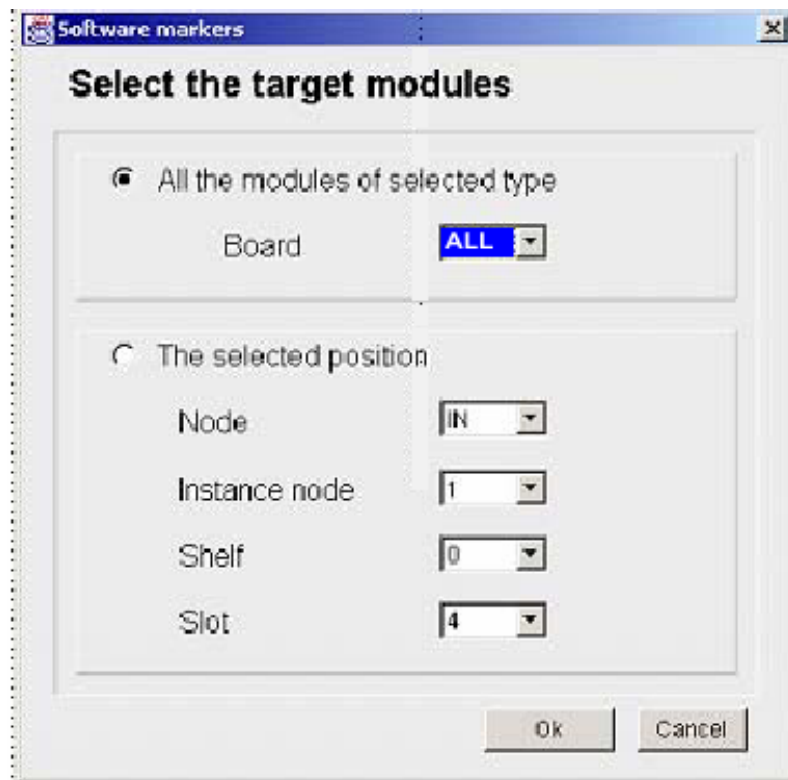 Software markers
Select the target modules
All the modules of selected type
Board ALL
The selected position
Node IN
Instance node 1
Shelf 0
Slot 4
Ok Cancel